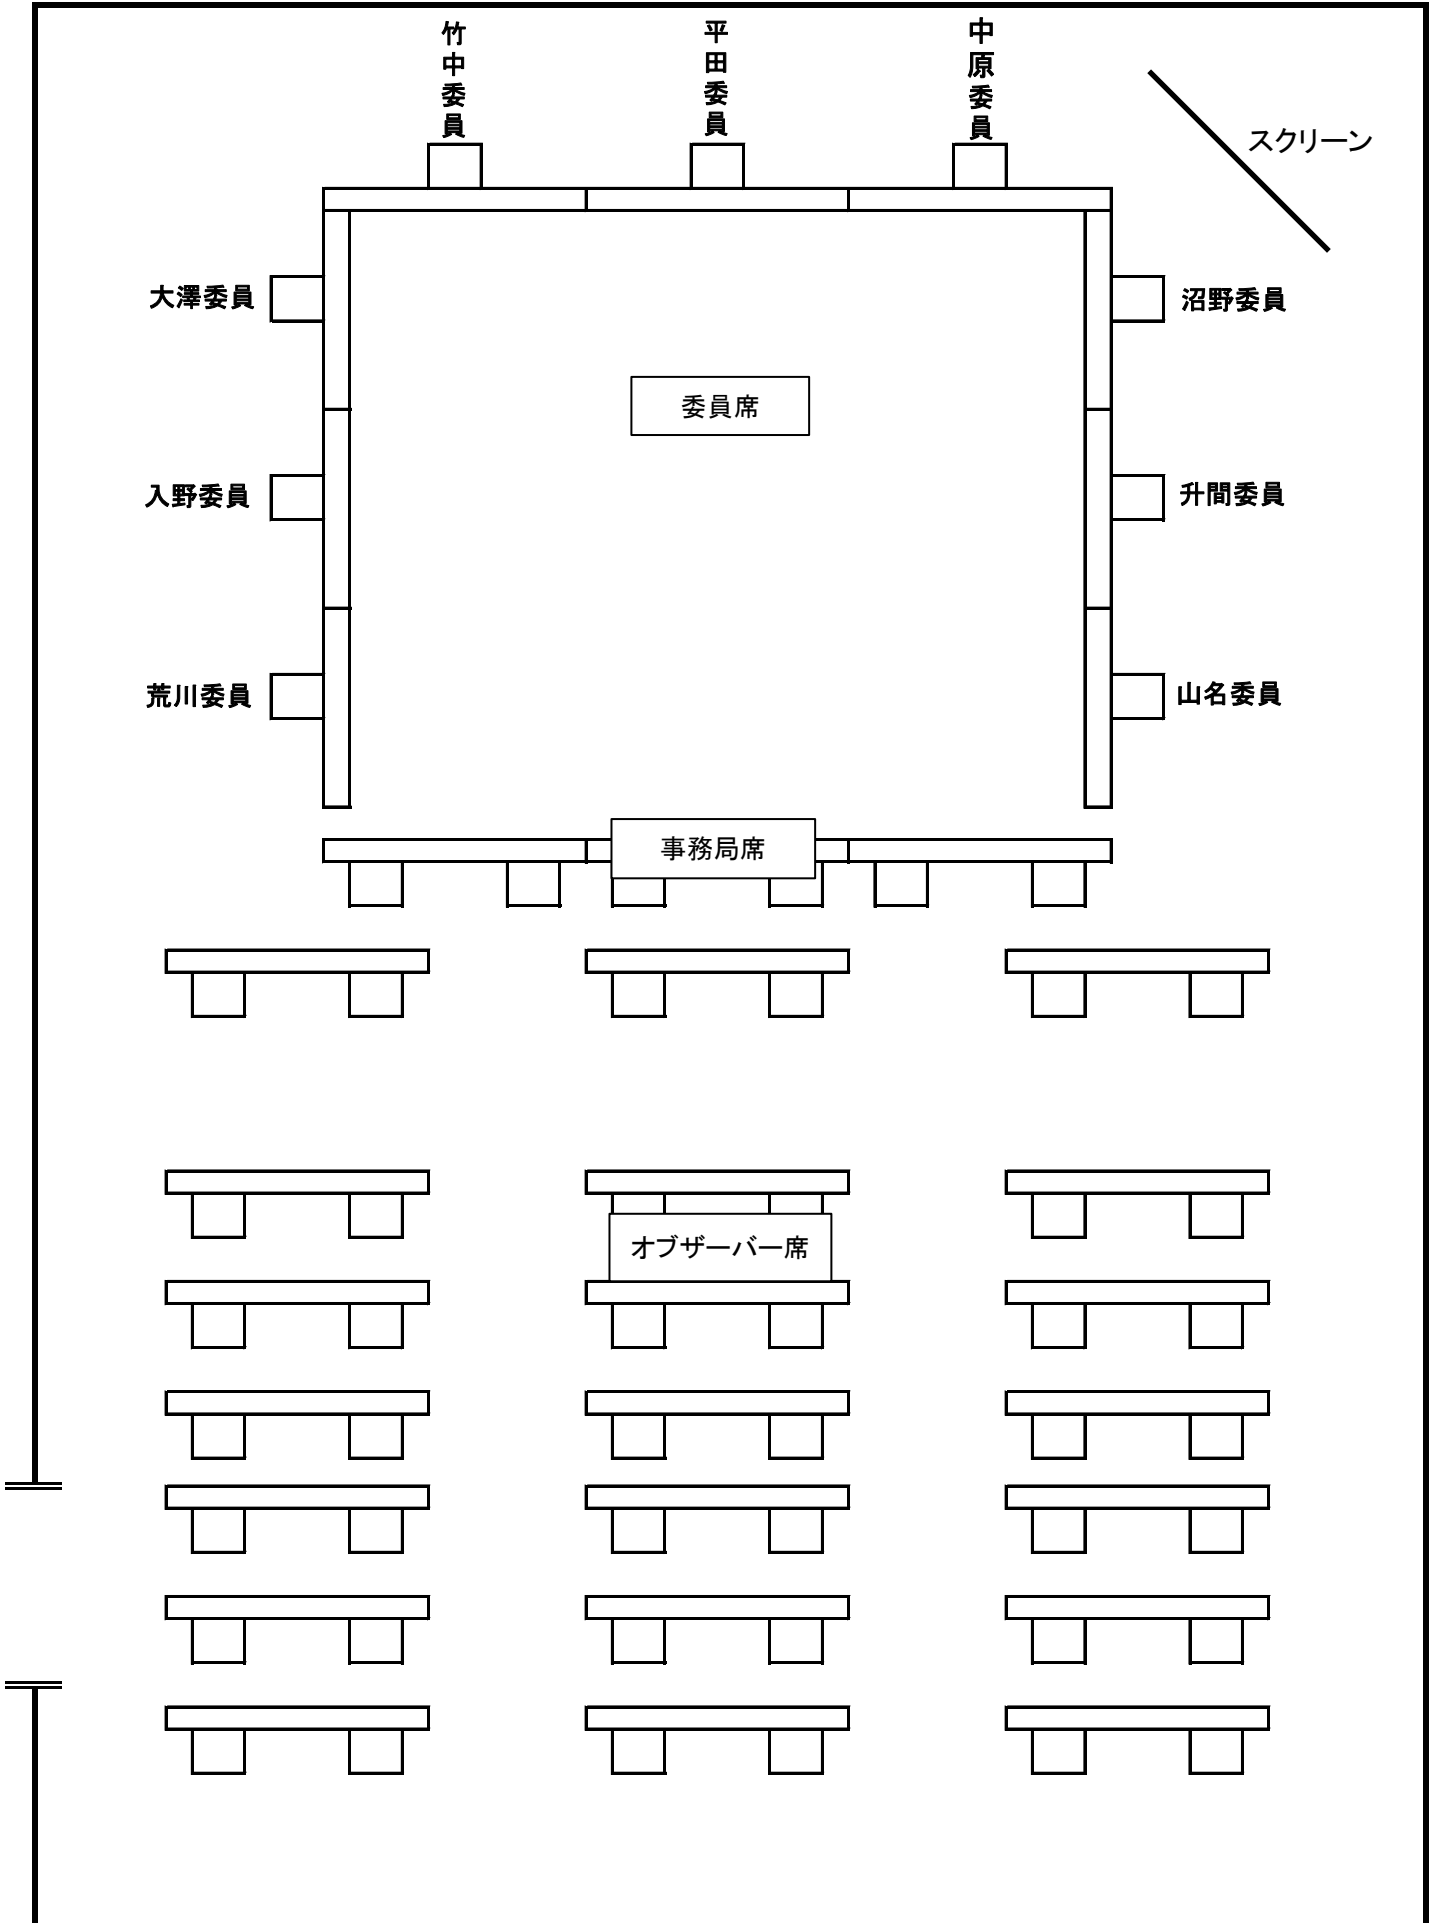 竹中委員
平田委員
中原委員
スクリーン
大澤委員
沼野委員
委員席
入野委員
升間委員
荒川委員
山名委員
事務局席
オブザーバー席